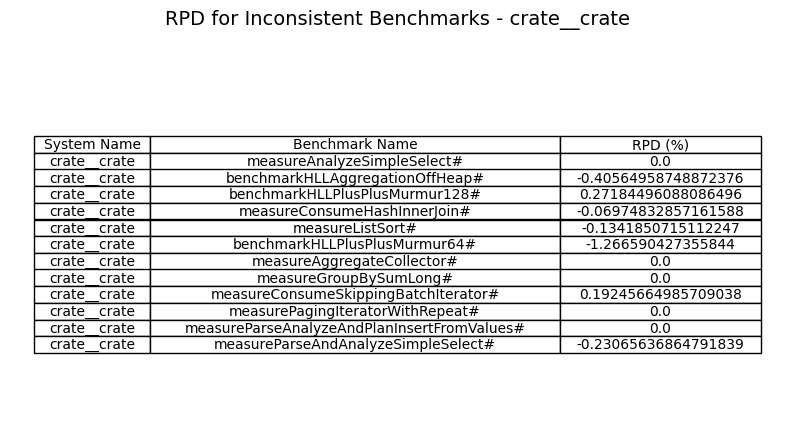 RPD for Inconsistent Benchmarks - crate__crate
System Name Benchmark Name RPD (%)
crate__crate measureAnalyzeSimpleSelect# 0.0
crate__crate benchmarkHLLAggregationOffHeap# -0.40564958748872376
crate__crate benchmarkHLLPlusPlusMurmur128# 0.27184496088086496
crate__crate measureConsumeHashInnerJoin# -0.06974832857161588
crate__crate measureListSort# -0.1341850715112247
crate__crate benchmarkHLLPlusPlusMurmur64# -1.266590427355844
crate__crate measureAggregateCollector# 0.0
crate__crate measureGroupBySumLong# 0.0
crate__crate measureConsumeSkippingBatchIterator# 0.19245664985709038
crate__crate measurePagingIteratorWithRepeat# 0.0
crate__crate measureParseAnalyzeAndPlanInsertFromValues# 0.0
crate__crate measureParseAndAnalyzeSimpleSelect# -0.23065636864791839